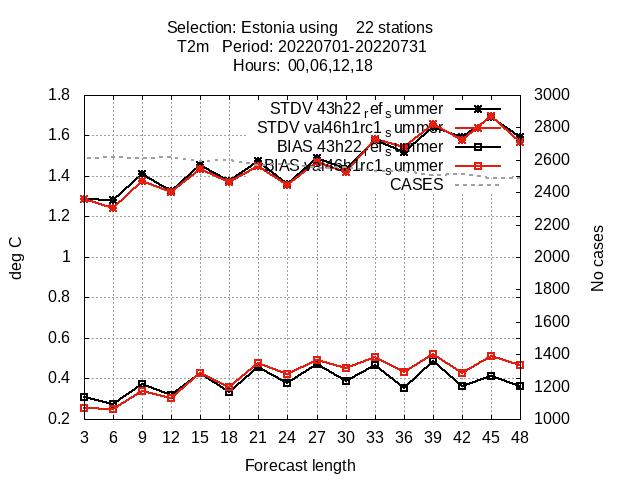 Selection: Estonia using    22 stations
T2m   Period: 20220701-20220731
Hours:  00,06,12,18
STDV 43h22_ref_summer
STDV val46h1rc1_summer
BIAS 43h22_ref_summer
BIAS val46h1rc1_summer
CASES
1.8
1.6
1.4
1.2
1
0.8
0.6
0.4
0.2
deg C
3000
2800
2600
2400
2200
2000
1800
1600
1400
1200
1000
No cases
3 6 9 12 15 18 21 24 27 30 33 36 39 42 45 48
Forecast length